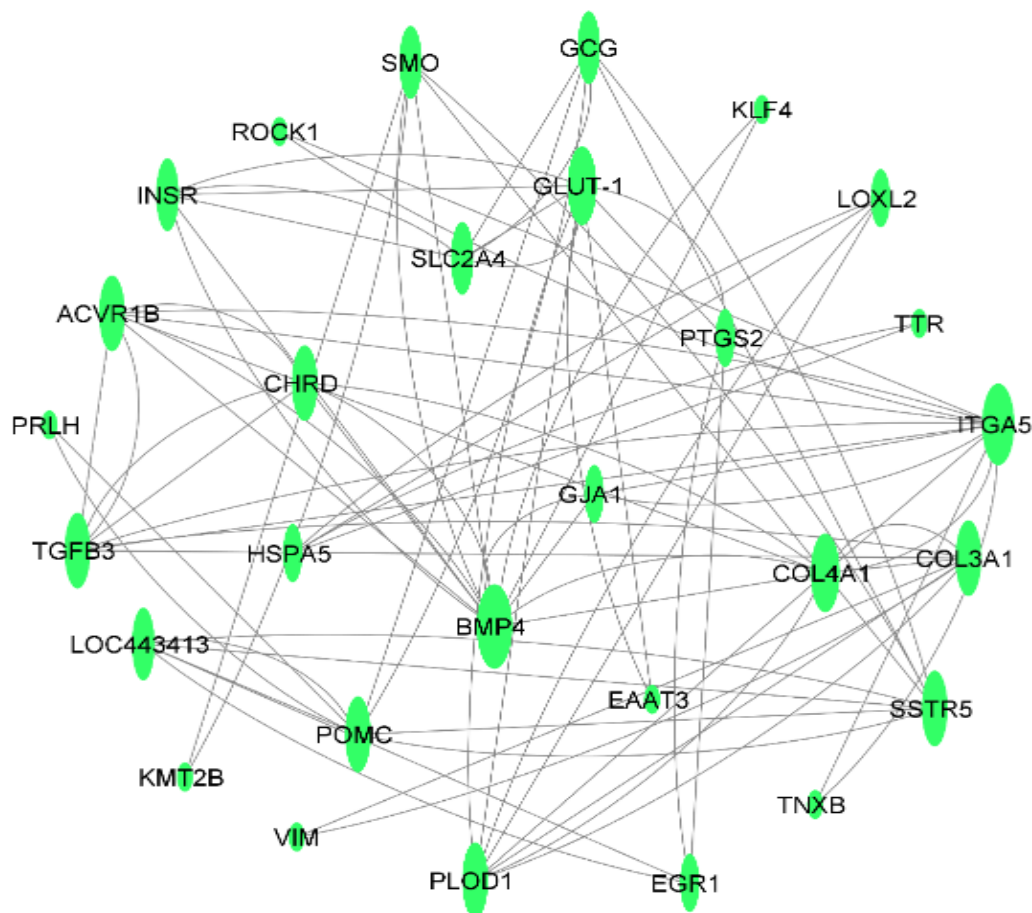 GCG
SMO
KLF4
ROCK1
GLUT-1
INSR
LOXL2
SLC2A4
ACVR1B
TTR
PTGS2
CHRD
PRLH
ITGA5
GJA1
TGFB3
HSPA5
COL3A1
COL4A1
BMP4
LOC443413
EAAT3
SSTR5
POMC
KMT2B
TNXB
VIM
PLOD1
EGR1